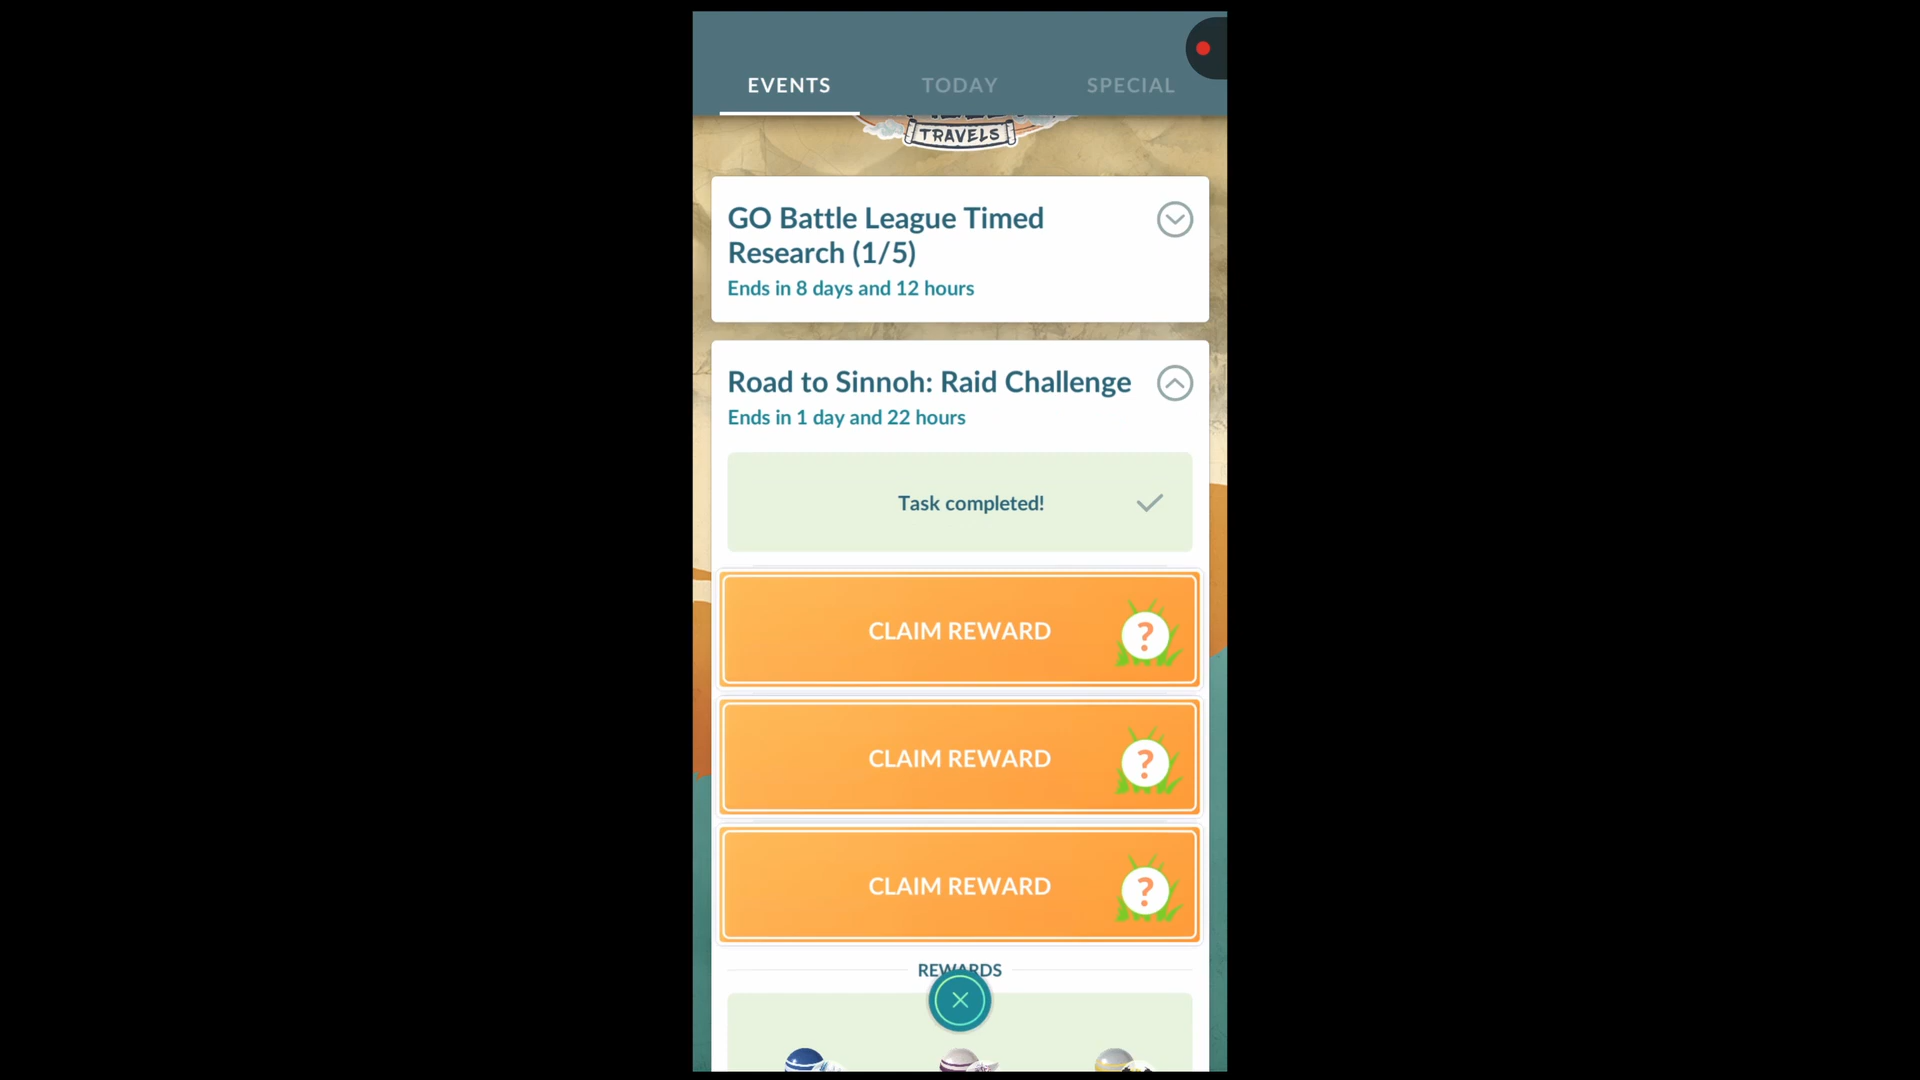 EVENTS
TODAY
SPECIAL
TRAVELS
GO Battle League Timed
Research (1/5)
Ends in 8 days and 12 hours
Road to Sinnoh: Raid Challenge
Ends in 1 day and 22 hours
Task completed!
CLAIM REWARD
?
CLAIM REWARD
?
CLAIM REWARD
?
REWARDS